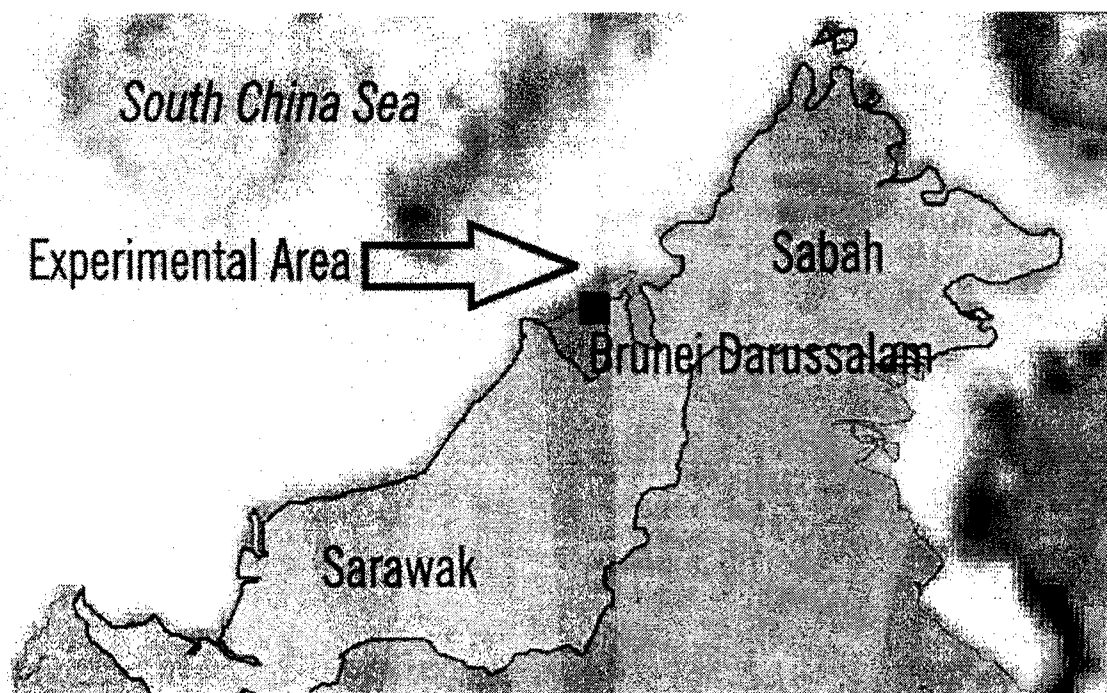 South China Sea
Experimental Area
Sabah
Brunei Darussalam
Sarawak